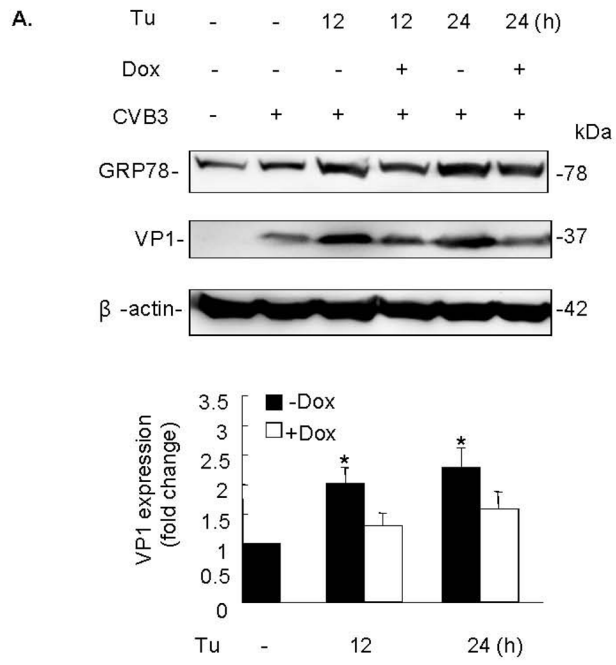 A.
Tu - - 12 12 24 24 (h)
Dox - - - + - +
CVB3 - + + + + +
kDa
GRP78- -78
VP1- -37
β -actin- -42
3.5
3
2.5
2
1.5
1
0.5
0
VP1 expression
(fold change)
-Dox
+Dox
* *
Tu - 12 24 (h)